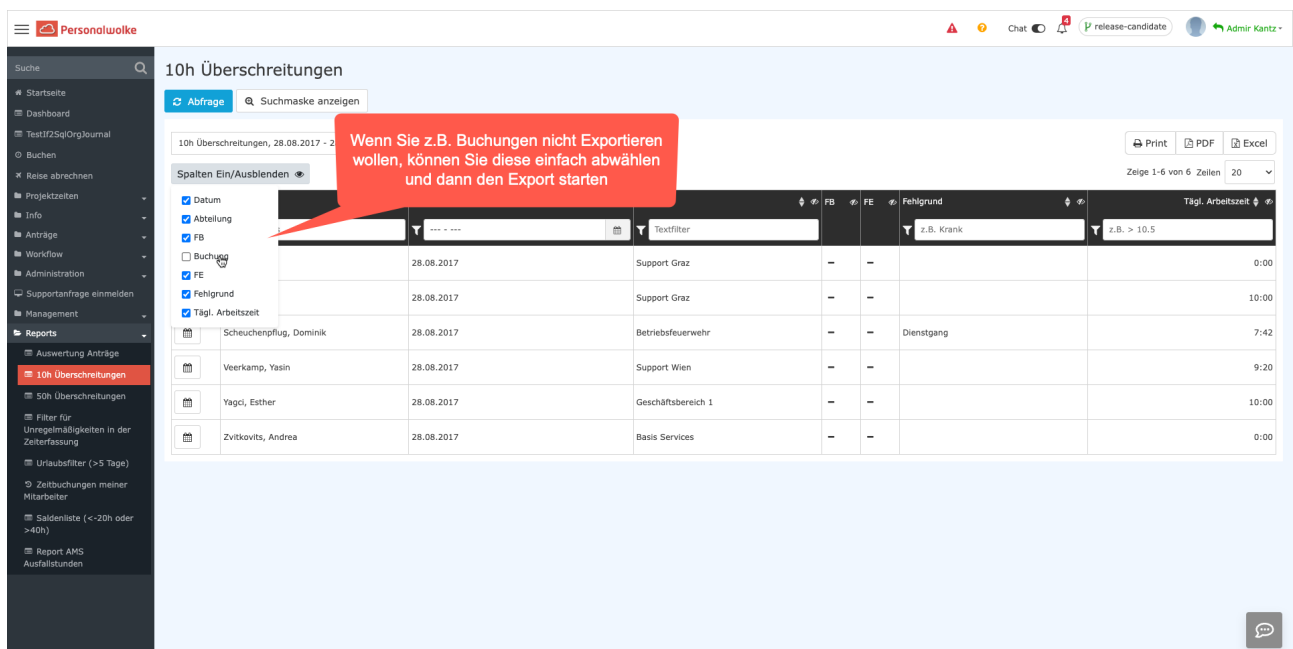 Personalwolke
Chat
4
release-candidate
Admir Kantz
Suche
Startseite
Dashboard
TestIf2SqlOrgJournal
Buchen
Reise abrechnen
Projektzeiten
Info
Anträge
Workflow
Administration
Supportanfrage einmelden
Management
Reports
Auswertung Anträge
10h Überschreitungen
50h Überschreitungen
Filter für
Unregelmäßigkeiten in der
Zeiterfassung
Urlaubsfilter (>5 Tage)
Zeitbuchungen meiner
Mitarbeiter
Saldenliste (<-20h oder
>40h)
Report AMS
Ausfallstunden
10h Überschreitungen
Abfrage
Suchmaske anzeigen
10h Überschreitungen, 28.08.2017 - 2
Wenn Sie z.B. Buchungen nicht Exportieren
wollen, können Sie diese einfach abwählen
und dann den Export starten
Print
PDF
Excel
Spalten Ein/Ausblenden
Zeige 1-6 von 6 Zeilen 20
Datum
Abteilung
FB
Buchung
FE
Fehlgrund
Tägl. Arbeitszeit
FB FE Fehlgrund Tägl. Arbeitszeit
--- - --- Textfilter z.B. Krank z.B. > 10.5
28.08.2017 Support Graz – – 0:00
28.08.2017 Support Graz – – 10:00
Scheuchenpflug, Dominik 28.08.2017 Betriebsfeuerwehr – – Dienstgang 7:42
Veerkamp, Yasin 28.08.2017 Support Wien – – 9:20
Yagci, Esther 28.08.2017 Geschäftsbereich 1 – – 10:00
Zvitkovits, Andrea 28.08.2017 Basis Services – – 0:00